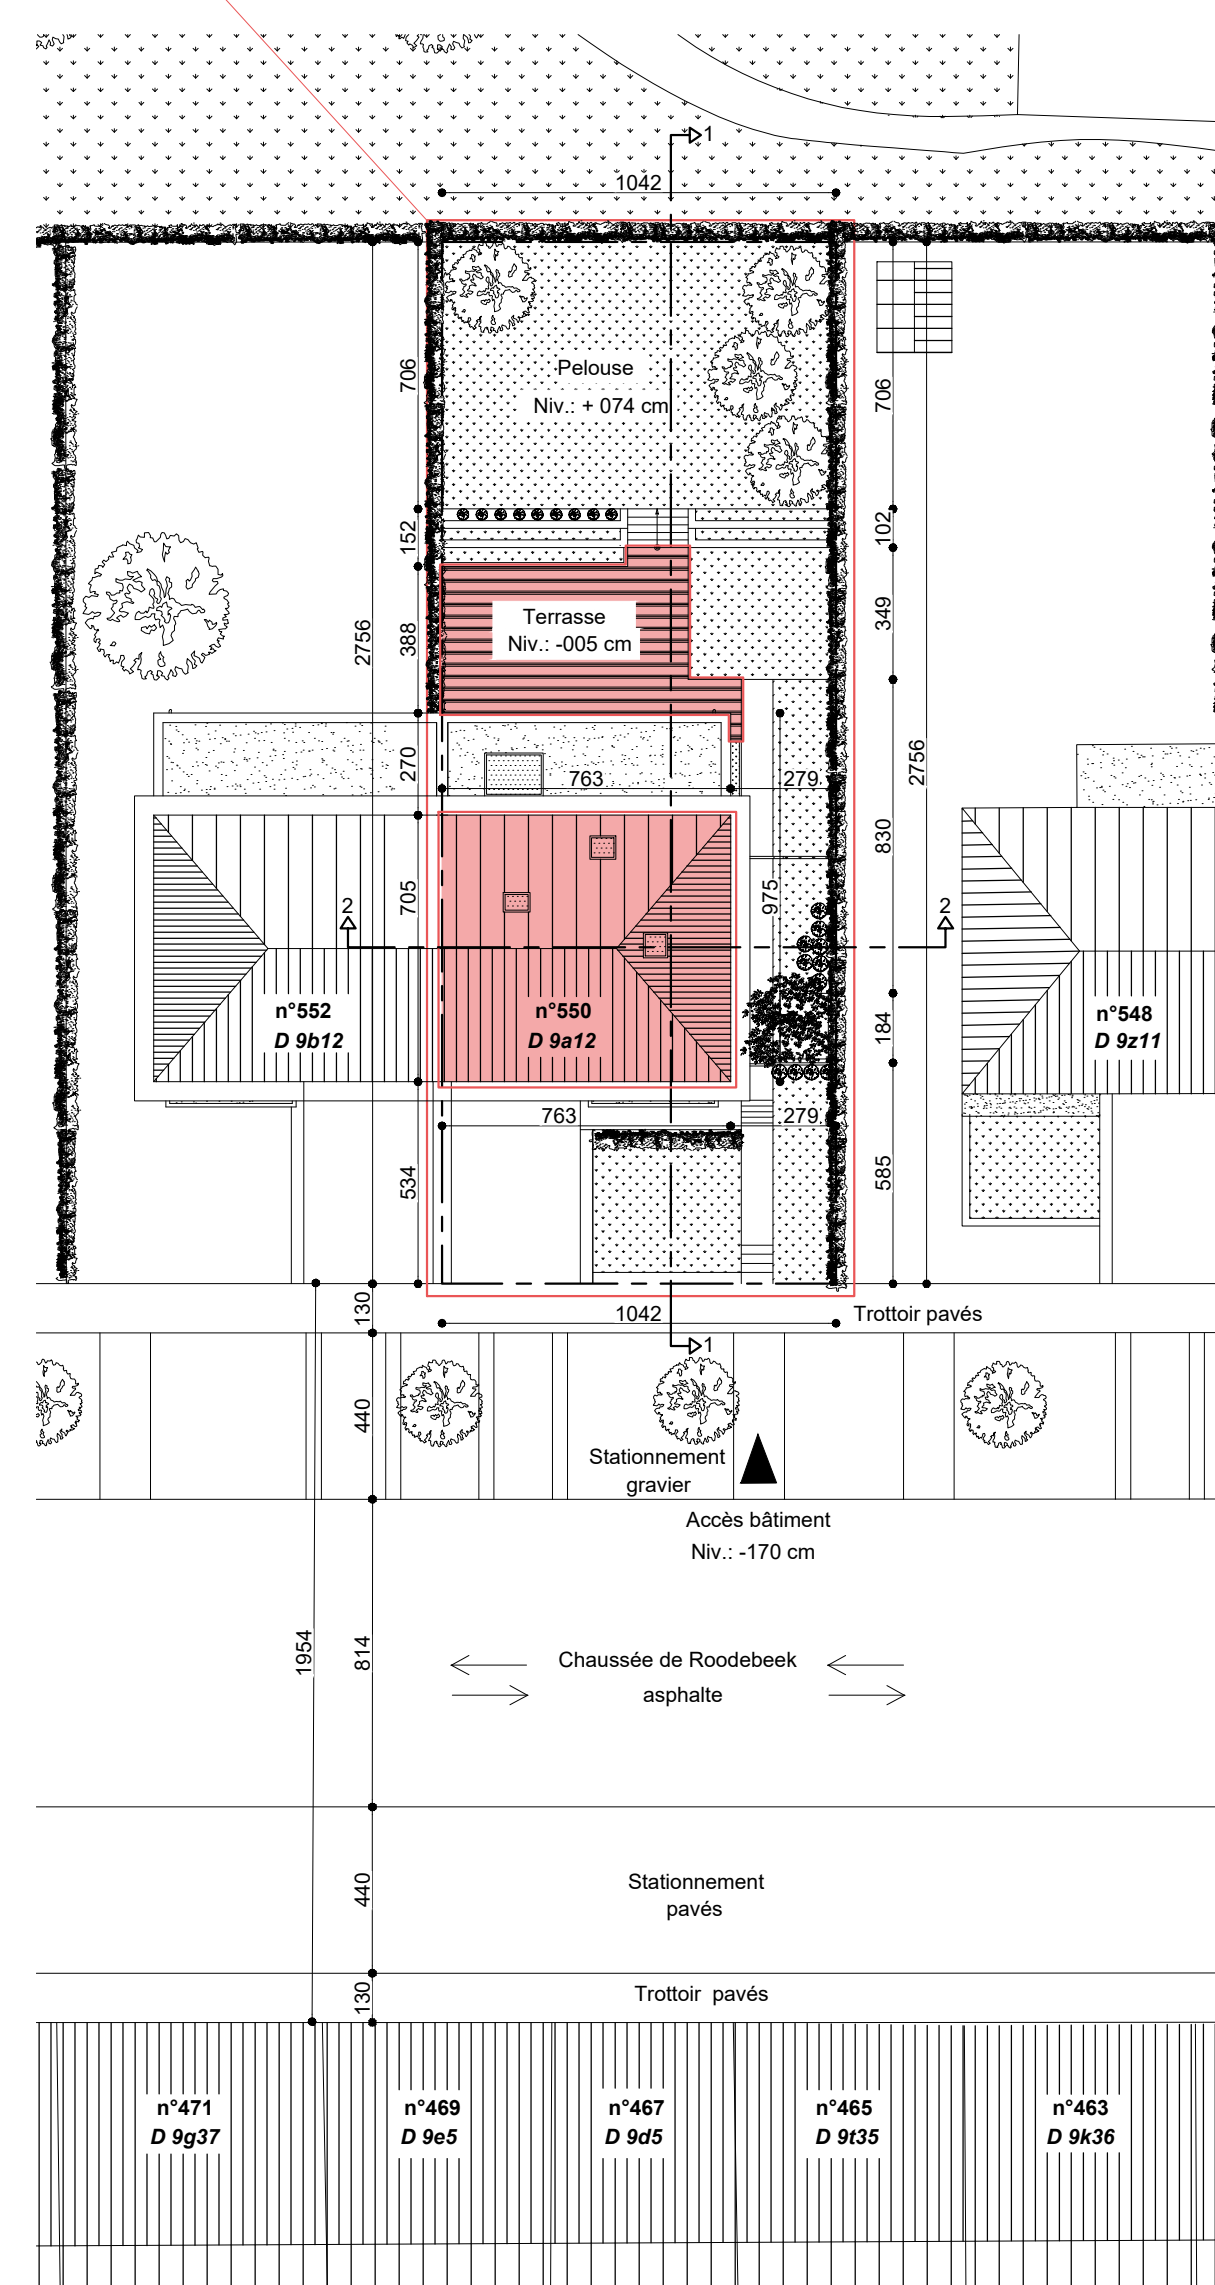 1
1042
706
Pelouse
Niv.: + 074 cm
706
152
102
2756
388
Terrasse
Niv.: -005 cm
349
270
763
279
2756
705
975
830
2
2
n°552
D 9b12
n°550
D 9a12
n°548
D 9z11
184
763
279
534
585
130
1042
Trottoir pavés
1
440
Stationnement
gravier
Accès bâtiment
Niv.: -170 cm
1954
814
Chaussée de Roodebeek
asphalte
440
Stationnement
pavés
130
Trottoir pavés
n°471
D 9g37
n°469
D 9e5
n°467
D 9d5
n°465
D 9t35
n°463
D 9k36